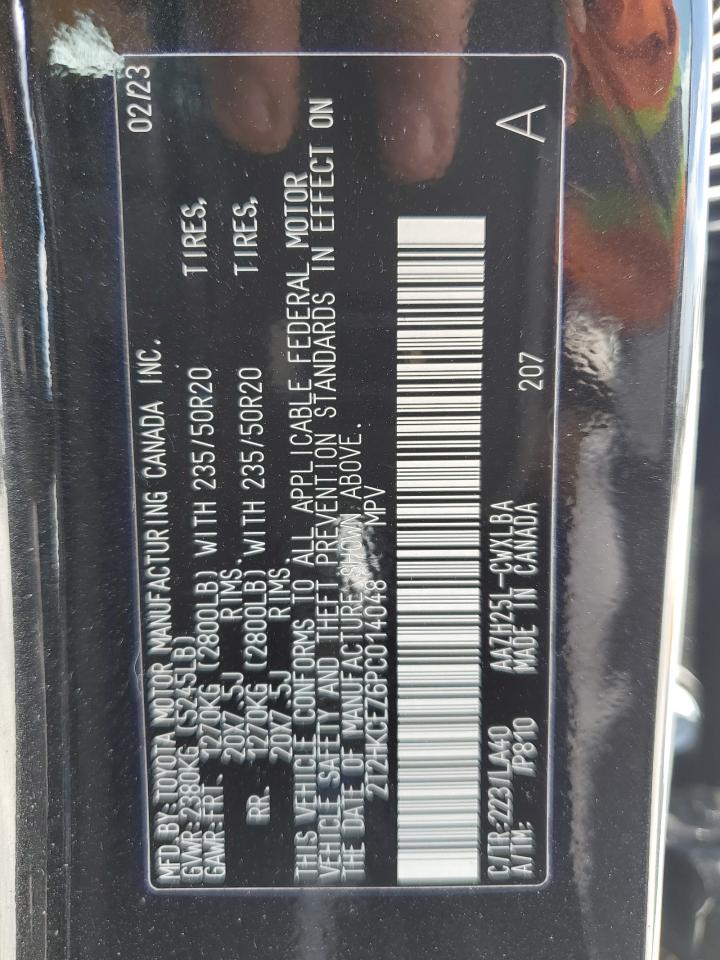 MFD.BY:TOYOTA MOTOR MANUFACTURING CANADA INC. 02/23
GVWR:2380KG (5245LB)
GAWR:FRT. 1270KG (2800LB) WITH 235/50R20 TIRES,
20X7.5J RIMS.
RR. 1270KG (2800LB) WITH 235/50R20 TIRES,
20X7.5J RIMS.
THIS VEHICLE CONFORMS TO ALL APPLICABLE FEDERAL MOTOR
VEHICLE SAFETY AND THEFT PREVENTION STANDARDS IN EFFECT ON
THE DATE OF MANUFACTURE SHOWN ABOVE.
MPV
C/TR:223/LA40 AAZH25L-CWXLBA 207 A
A/TM: /P810 MADE IN CANADA